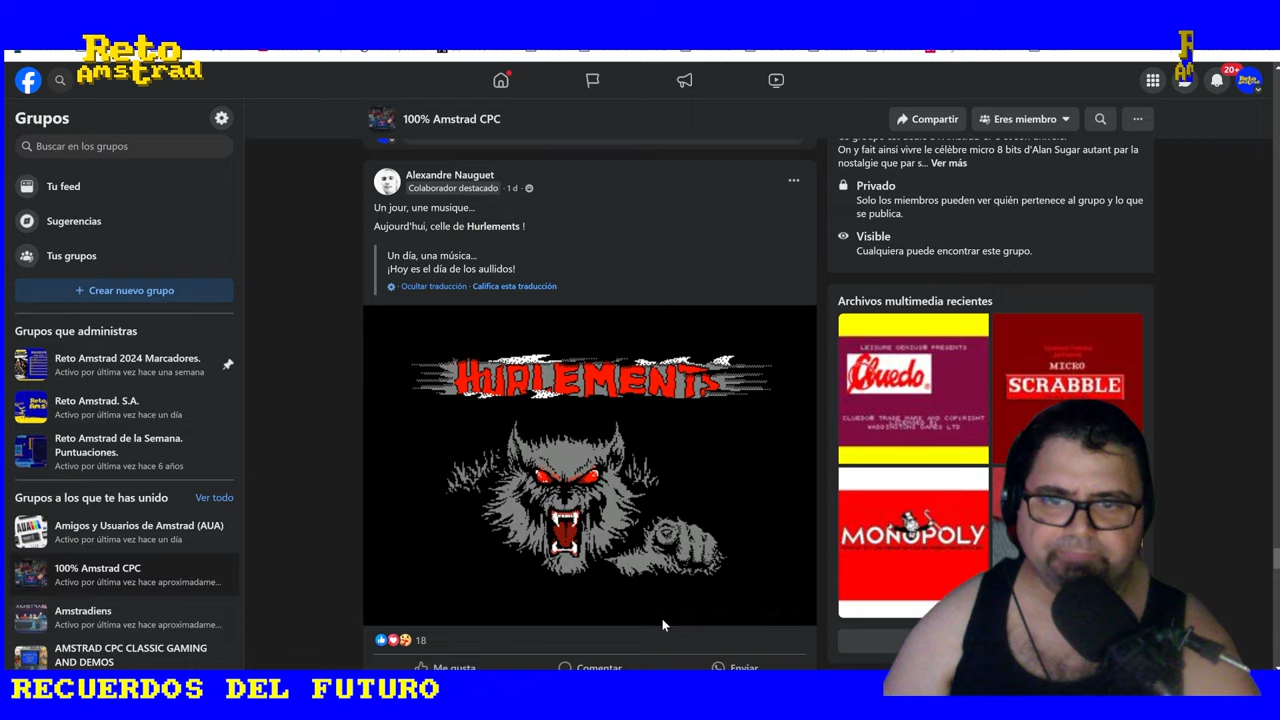 Reto
Amstrad
20+
Grupos
Buscar en los grupos
Tu feed
Sugerencias
Tus grupos
+ Crear nuevo grupo
Grupos que administras
Reto Amstrad 2024 Marcadores.
Activo por última vez hace una semana
Reto Amstrad. S.A.
Activo por última vez hace un día
Reto Amstrad de la Semana.
Puntuaciones.
Activo por última vez hace 6 años
Grupos a los que te has unido
Ver todo
Amigos y Usuarios de Amstrad (AUA)
Activo por última vez hace un día
100% Amstrad CPC
Activo por última vez hace aproximadame...
Amstradiens
Activo por última vez hace aproximadame...
AMSTRAD CPC CLASSIC GAMING
AND DEMOS
100% Amstrad CPC
Compartir
Eres miembro
Alexandre Nauguet
Colaborador destacado · 1 d ·
Un jour, une musique...
Aujourd'hui, celle de Hurlements !
Un día, una música...
¡Hoy es el día de los aullidos!
· Ocultar traducción · Califica esta traducción
HURLEMENTS
18
Me gusta
Comentar
Enviar
On y fait ainsi vivre le célèbre micro 8 bits d'Alan Sugar autant par la
nostalgie que par s... Ver más
Privado
Solo los miembros pueden ver quién pertenece al grupo y lo que
se publica.
Visible
Cualquiera puede encontrar este grupo.
Archivos multimedia recientes
LEISURE GENIUS® PRESENTS
Cluedo
CLUEDO® TRADE MARK AND COPYRIGHT
WADDINGTONS GAMES LTD
MICRO
SCRABBLE
MONOPOLY
RECUERDOS DEL FUTURO